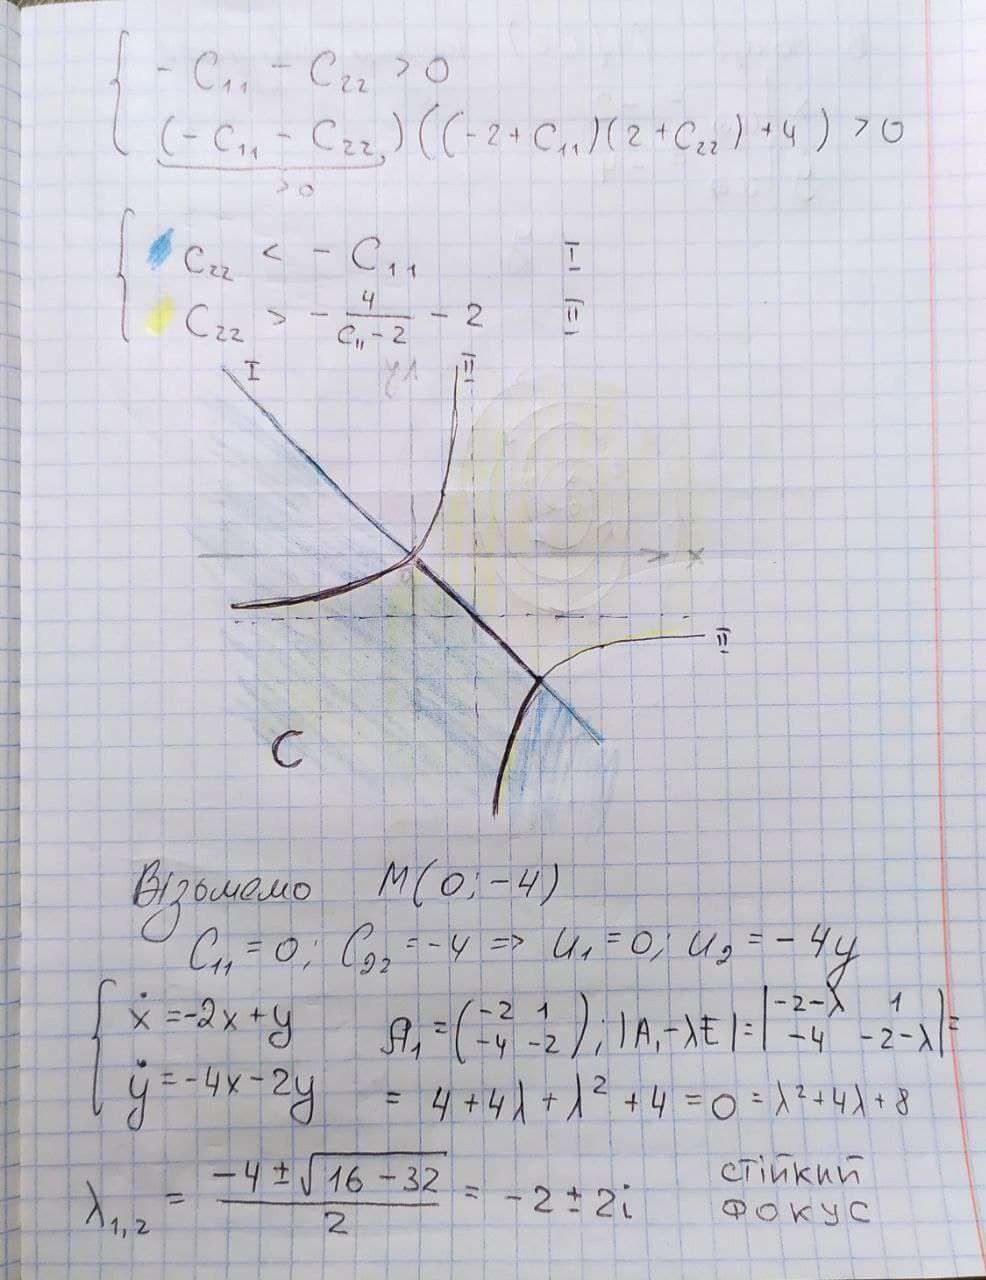 { - C₁₁ - C₂₂ > 0
(- C₁₁ - C₂₂)((-2 + C₁₁)(2 + C₂₂) + 4) > 0
>0
{ C₂₂ < - C₁₁ I
C₂₂ > - 4/(C₁₁ - 2) - 2 II
I y II
x
II
C
Візьмемо M(0; -4)
C₁₁ = 0; C₂₂ = -4 => u₁ = 0; u₂ = -4y
{ ẋ = -2x + y A₁ = (-2 1 / -4 -2); |A₁ - λE| = |-2-λ 1 / -4 -2-λ| =
ẏ = -4x - 2y = 4 + 4λ + λ² + 4 = 0 = λ² + 4λ + 8
λ₁,₂ = (-4 ± √(16 - 32))/2 = -2 ± 2i стійкий
фокус